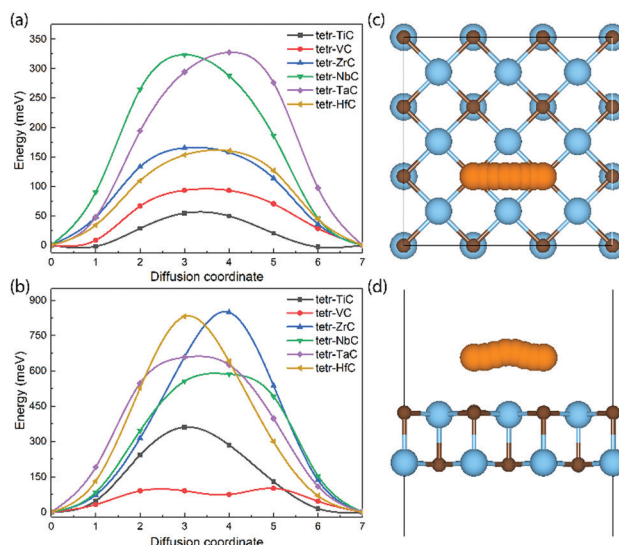 (a)
350
300
250
200
150
100
50
0
Energy (meV)
tetr-TiC
tetr-VC
tetr-ZrC
tetr-NbC
tetr-TaC
tetr-HfC
0 1 2 3 4 5 6 7
Diffusion coordinate
(b)
900
750
600
450
300
150
0
Energy (meV)
tetr-TiC
tetr-VC
tetr-ZrC
tetr-NbC
tetr-TaC
tetr-HfC
0 1 2 3 4 5 6 7
Diffusion coordinate
(c)
(d)